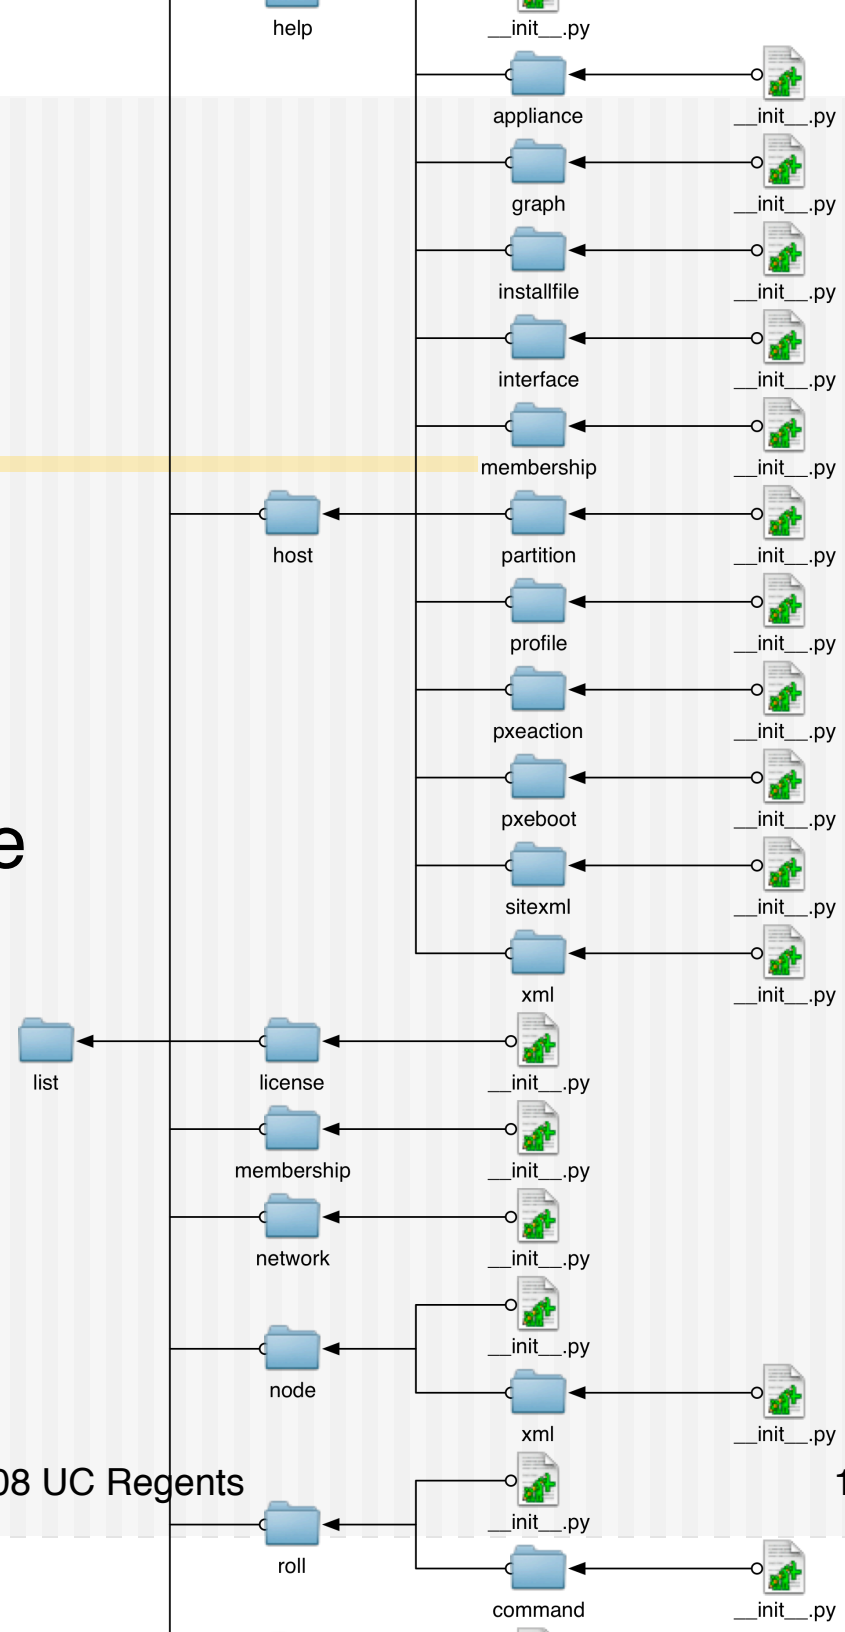 help __init__.py
appliance __init__.py
graph __init__.py
installfile __init__.py
interface __init__.py
membership __init__.py
host partition __init__.py
profile __init__.py
pxeaction __init__.py
pxeboot __init__.py
e
sitexml __init__.py
xml __init__.py
list license __init__.py
membership __init__.py
network __init__.py
__init__.py
node
xml __init__.py
08 UC Regents 1
__init__.py
roll
command __init__.py